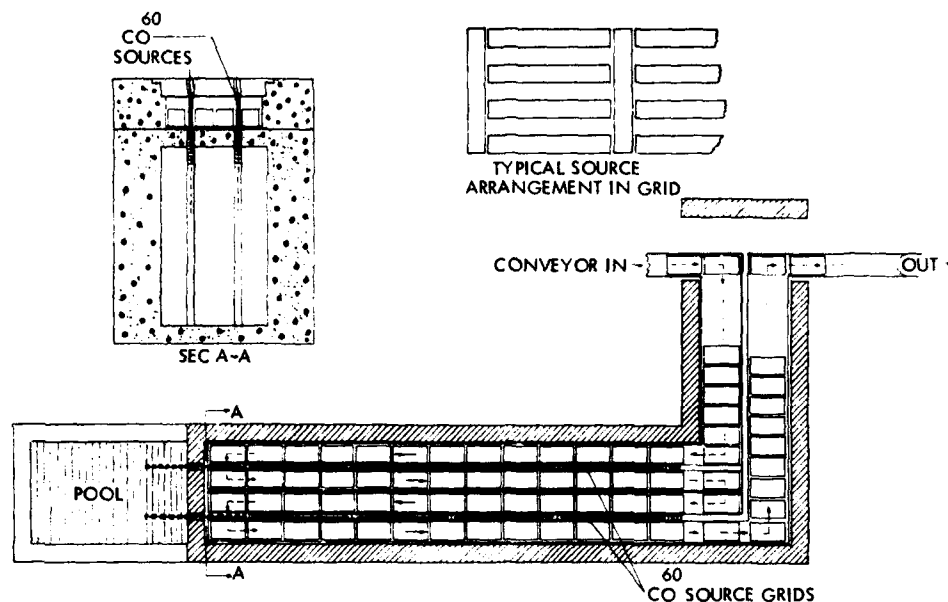 60
CO
SOURCES
SEC A-A
TYPICAL SOURCE
ARRANGEMENT IN GRID
CONVEYOR IN
OUT
A
POOL
A
60
CO SOURCE GRIDS